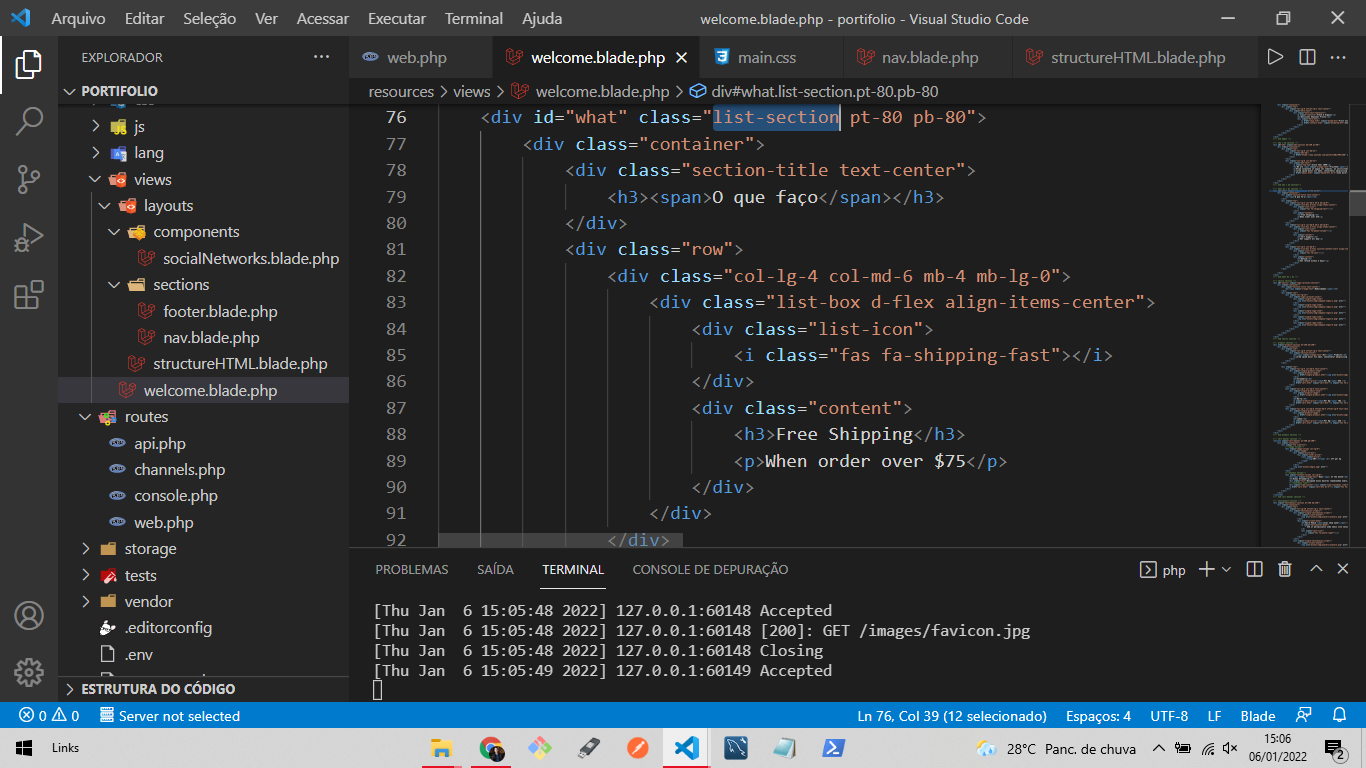 Arquivo Editar Seleção Ver Acessar Executar Terminal Ajuda welcome.blade.php - portifolio - Visual Studio Code
EXPLORADOR
web.php welcome.blade.php main.css nav.blade.php structureHTML.blade.php
PORTIFOLIO
js
lang
views
layouts
components
socialNetworks.blade.php
sections
footer.blade.php
nav.blade.php
structureHTML.blade.php
welcome.blade.php
routes
api.php
channels.php
console.php
web.php
storage
tests
vendor
.editorconfig
.env
ESTRUTURA DO CÓDIGO
resources > views > welcome.blade.php > div#what.list-section.pt-80.pb-80
76 <div id="what" class="list-section pt-80 pb-80">
77 <div class="container">
78 <div class="section-title text-center">
79 <h3><span>O que faço</span></h3>
80 </div>
81 <div class="row">
82 <div class="col-lg-4 col-md-6 mb-4 mb-lg-0">
83 <div class="list-box d-flex align-items-center">
84 <div class="list-icon">
85 <i class="fas fa-shipping-fast"></i>
86 </div>
87 <div class="content">
88 <h3>Free Shipping</h3>
89 <p>When order over $75</p>
90 </div>
91 </div>
92 </div>
PROBLEMAS SAÍDA TERMINAL CONSOLE DE DEPURAÇÃO php
[Thu Jan  6 15:05:48 2022] 127.0.0.1:60148 Accepted
[Thu Jan  6 15:05:48 2022] 127.0.0.1:60148 [200]: GET /images/favicon.jpg
[Thu Jan  6 15:05:48 2022] 127.0.0.1:60148 Closing
[Thu Jan  6 15:05:49 2022] 127.0.0.1:60149 Accepted
0 0 Server not selected Ln 76, Col 39 (12 selecionado) Espaços: 4 UTF-8 LF Blade
Links 28°C Panc. de chuva 15:06
06/01/2022 2